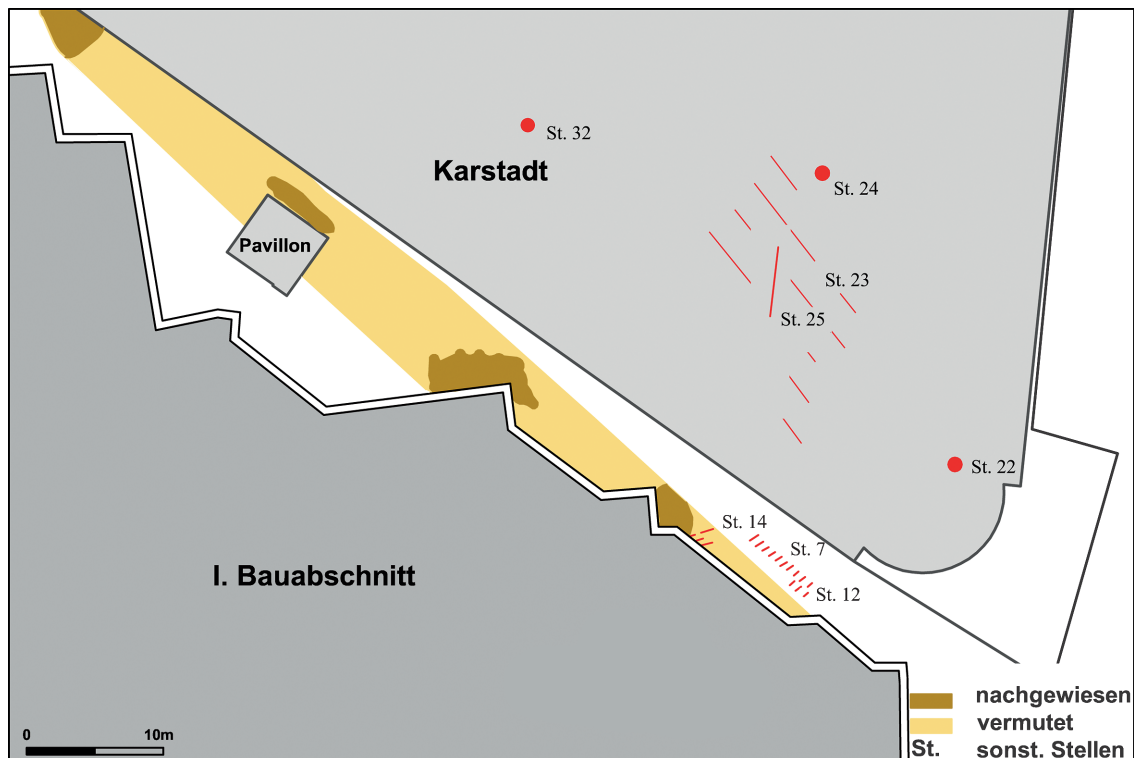 St. 32
Karstadt
St. 24
Pavillon
St. 23
St. 25
St. 22
St. 14
St. 7
I. Bauabschnitt
St. 12
nachgewiesen
vermutet
St. sonst. Stellen
0 10m